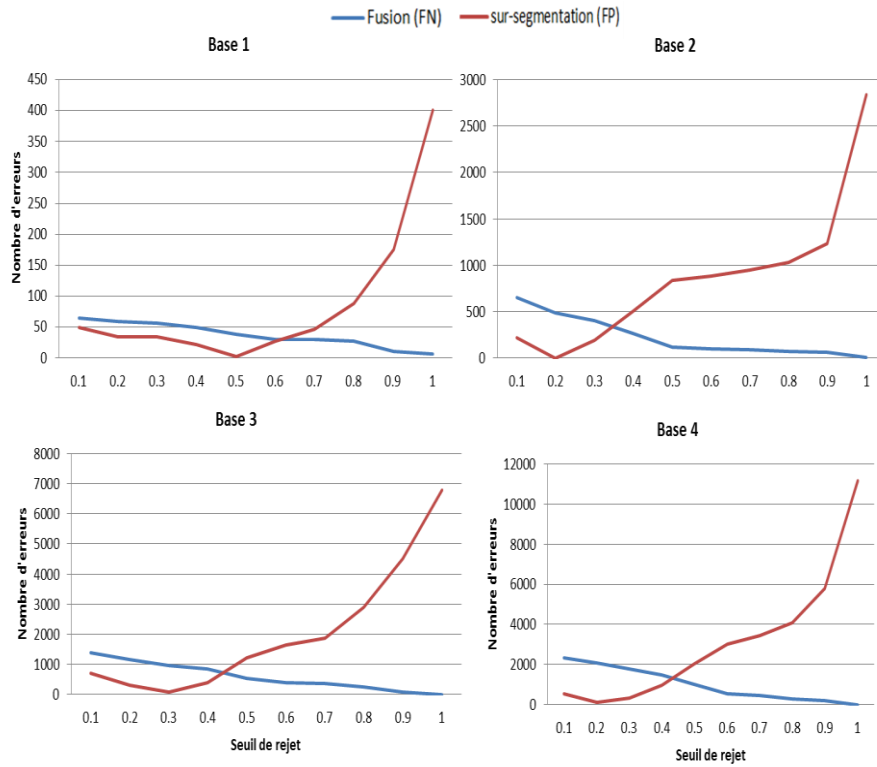 Fusion (FN) sur-segmentation (FP)
Base 1
Nombre d'erreurs
450
400
350
300
250
200
150
100
50
0
0.1 0.2 0.3 0.4 0.5 0.6 0.7 0.8 0.9 1
Base 2
3000
2500
2000
1500
1000
500
0
0.1 0.2 0.3 0.4 0.5 0.6 0.7 0.8 0.9 1
Base 3
Nombre d'erreurs
8000
7000
6000
5000
4000
3000
2000
1000
0
0.1 0.2 0.3 0.4 0.5 0.6 0.7 0.8 0.9 1
Seuil de rejet
Base 4
Nombre d'erreurs
12000
10000
8000
6000
4000
2000
0
0.1 0.2 0.3 0.4 0.5 0.6 0.7 0.8 0.9 1
Seuil de rejet